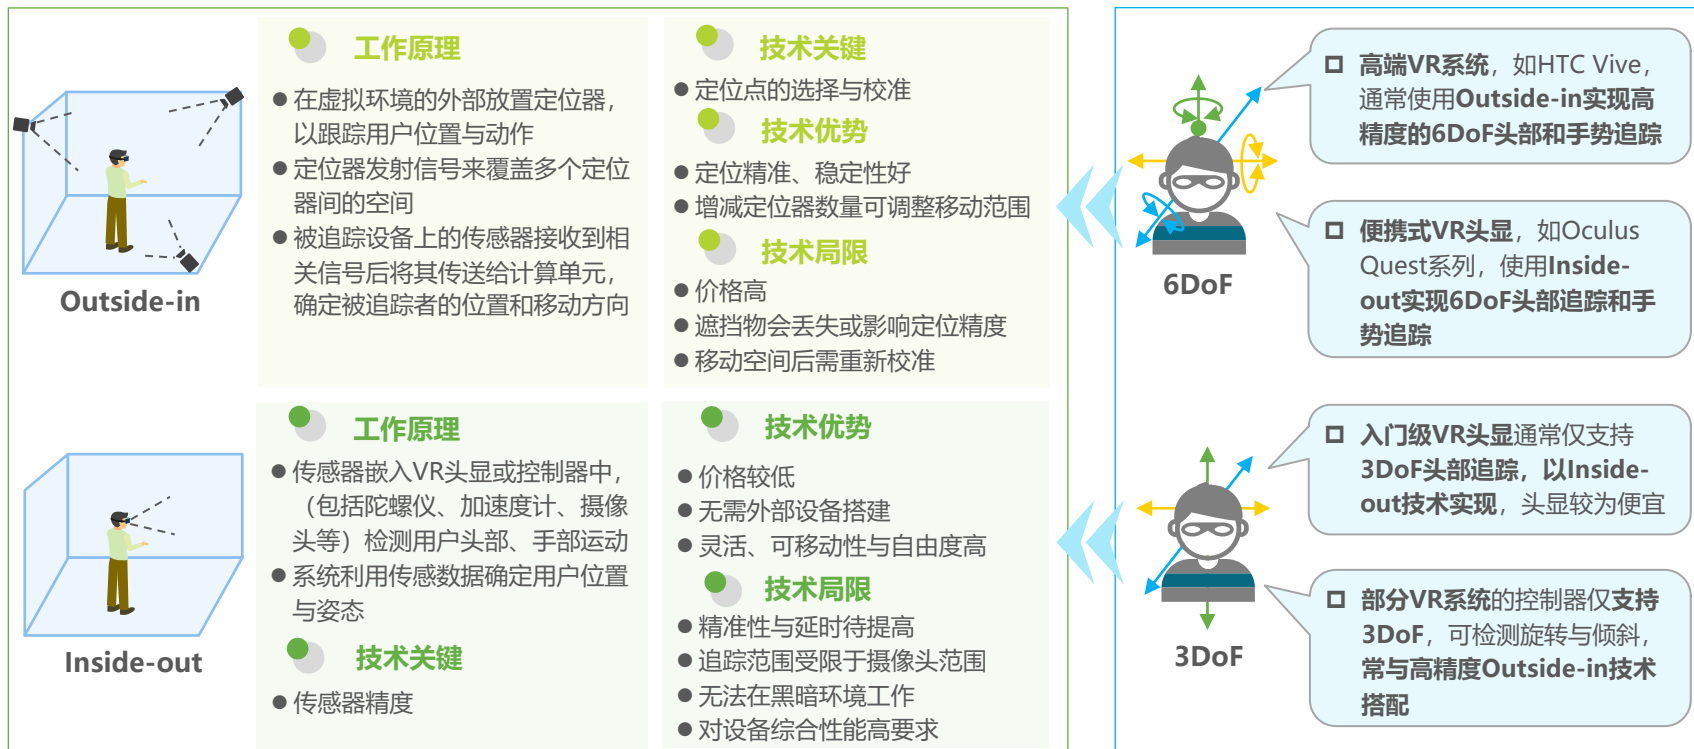 工作原理
● 在虚拟环境的外部放置定位器，
以跟踪用户位置与动作
● 定位器发射信号来覆盖多个定位
器间的空间
● 被追踪设备上的传感器接收到相
关信号后将其传送给计算单元，
确定被追踪者的位置和移动方向
Outside-in
技术关键
● 定位点的选择与校准
技术优势
● 定位精准、稳定性好
● 增减定位器数量可调整移动范围
技术局限
● 价格高
● 遮挡物会丢失或影响定位精度
● 移动空间后需重新校准
工作原理
● 传感器嵌入VR头显或控制器中，
（包括陀螺仪、加速度计、摄像
头等）检测用户头部、手部运动
● 系统利用传感数据确定用户位置
与姿态
Inside-out
技术关键
● 传感器精度
技术优势
● 价格较低
● 无需外部设备搭建
● 灵活、可移动性与自由度高
技术局限
● 精准性与延时待提高
● 追踪范围受限于摄像头范围
● 无法在黑暗环境工作
● 对设备综合性能高要求
6DoF
高端VR系统，如HTC Vive，
通常使用Outside-in实现高
精度的6DoF头部和手势追踪
便携式VR头显，如Oculus
Quest系列，使用Inside-
out实现6DoF头部追踪和手
势追踪
3DoF
入门级VR头显通常仅支持
3DoF头部追踪，以Inside-
out技术实现，头显较为便宜
部分VR系统的控制器仅支持
3DoF，可检测旋转与倾斜，
常与高精度Outside-in技术
搭配